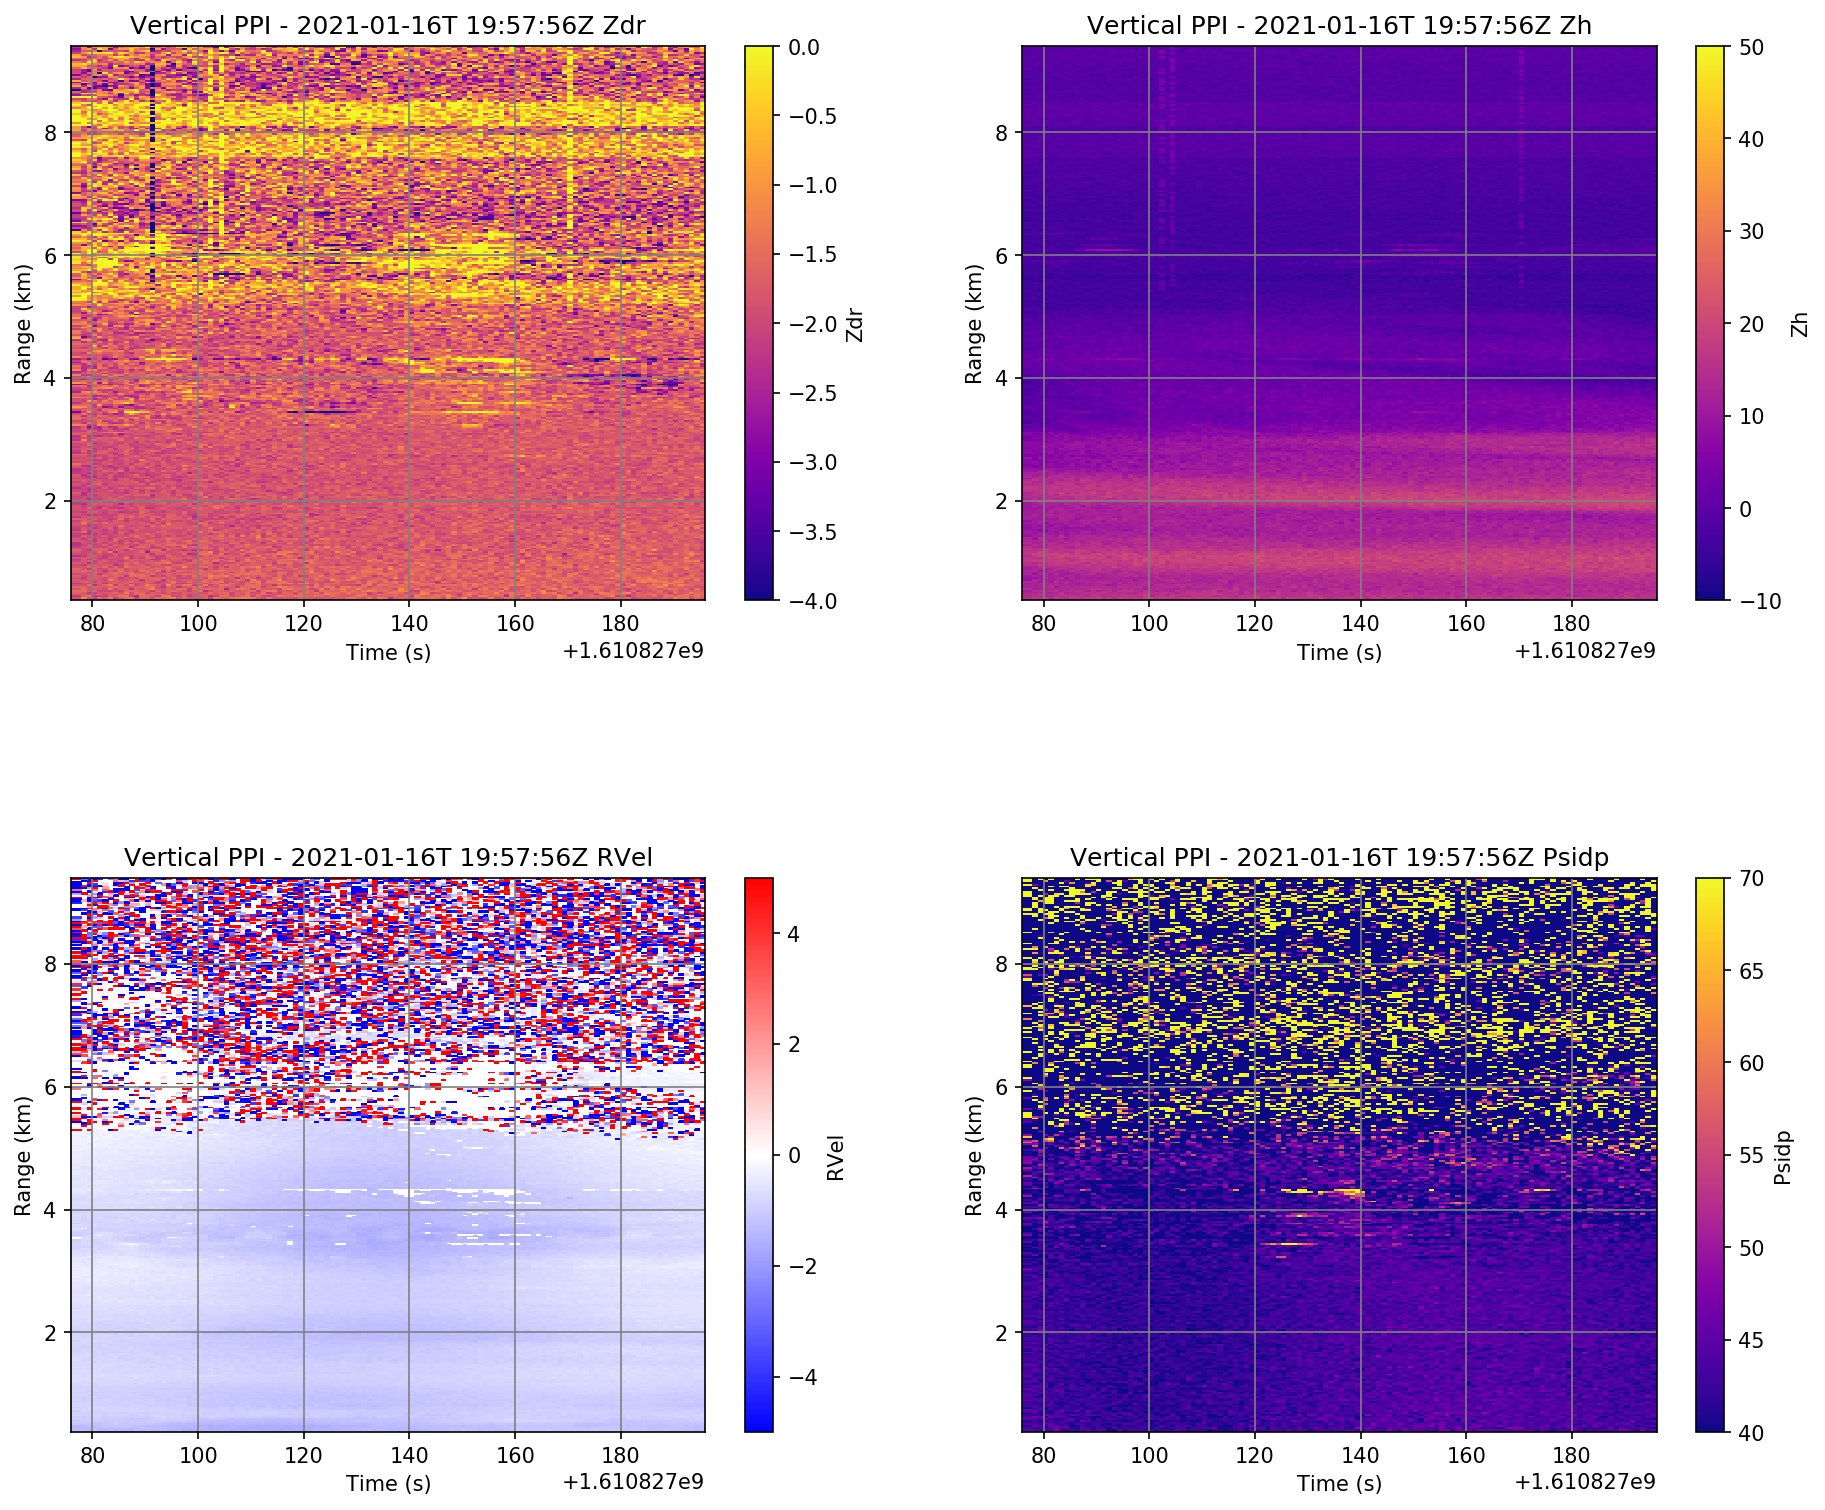 Vertical PPI - 2021-01-16T 19:57:56Z Zdr
Range (km)
8
6
4
2
80 100 120 140 160 180
Time (s)
+1.610827e9
0.0
−0.5
−1.0
−1.5
−2.0
−2.5
−3.0
−3.5
−4.0
Zdr
Vertical PPI - 2021-01-16T 19:57:56Z Zh
Range (km)
8
6
4
2
80 100 120 140 160 180
Time (s)
+1.610827e9
50
40
30
20
10
0
−10
Zh
Vertical PPI - 2021-01-16T 19:57:56Z RVel
Range (km)
8
6
4
2
80 100 120 140 160 180
Time (s)
+1.610827e9
4
2
0
−2
−4
RVel
Vertical PPI - 2021-01-16T 19:57:56Z Psidp
Range (km)
8
6
4
2
80 100 120 140 160 180
Time (s)
+1.610827e9
70
65
60
55
50
45
40
Psidp